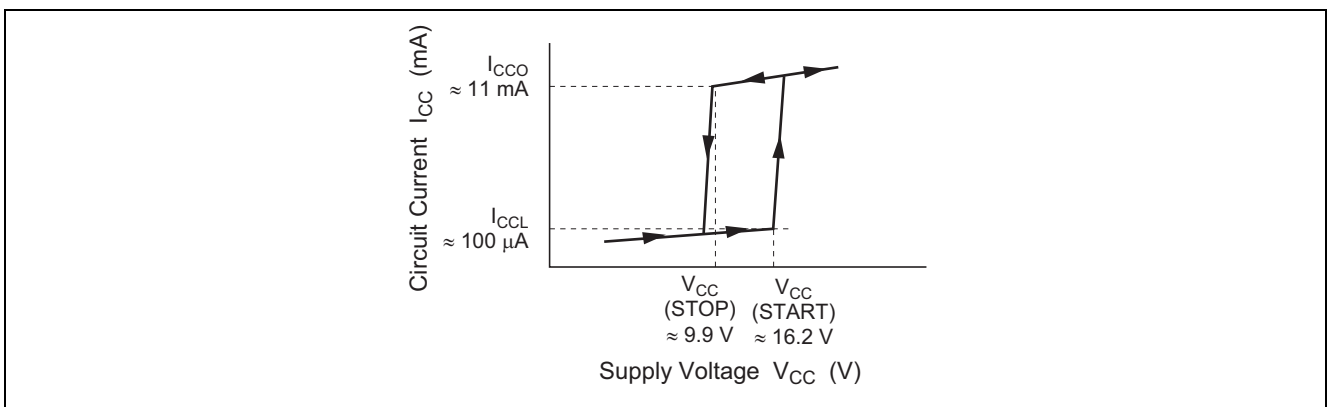 Circuit Current I_CC (mA)
I_CCO
≈ 11 mA
I_CCL
≈ 100 μA
V_CC
(STOP)
≈ 9.9 V
V_CC
(START)
≈ 16.2 V
Supply Voltage V_CC (V)